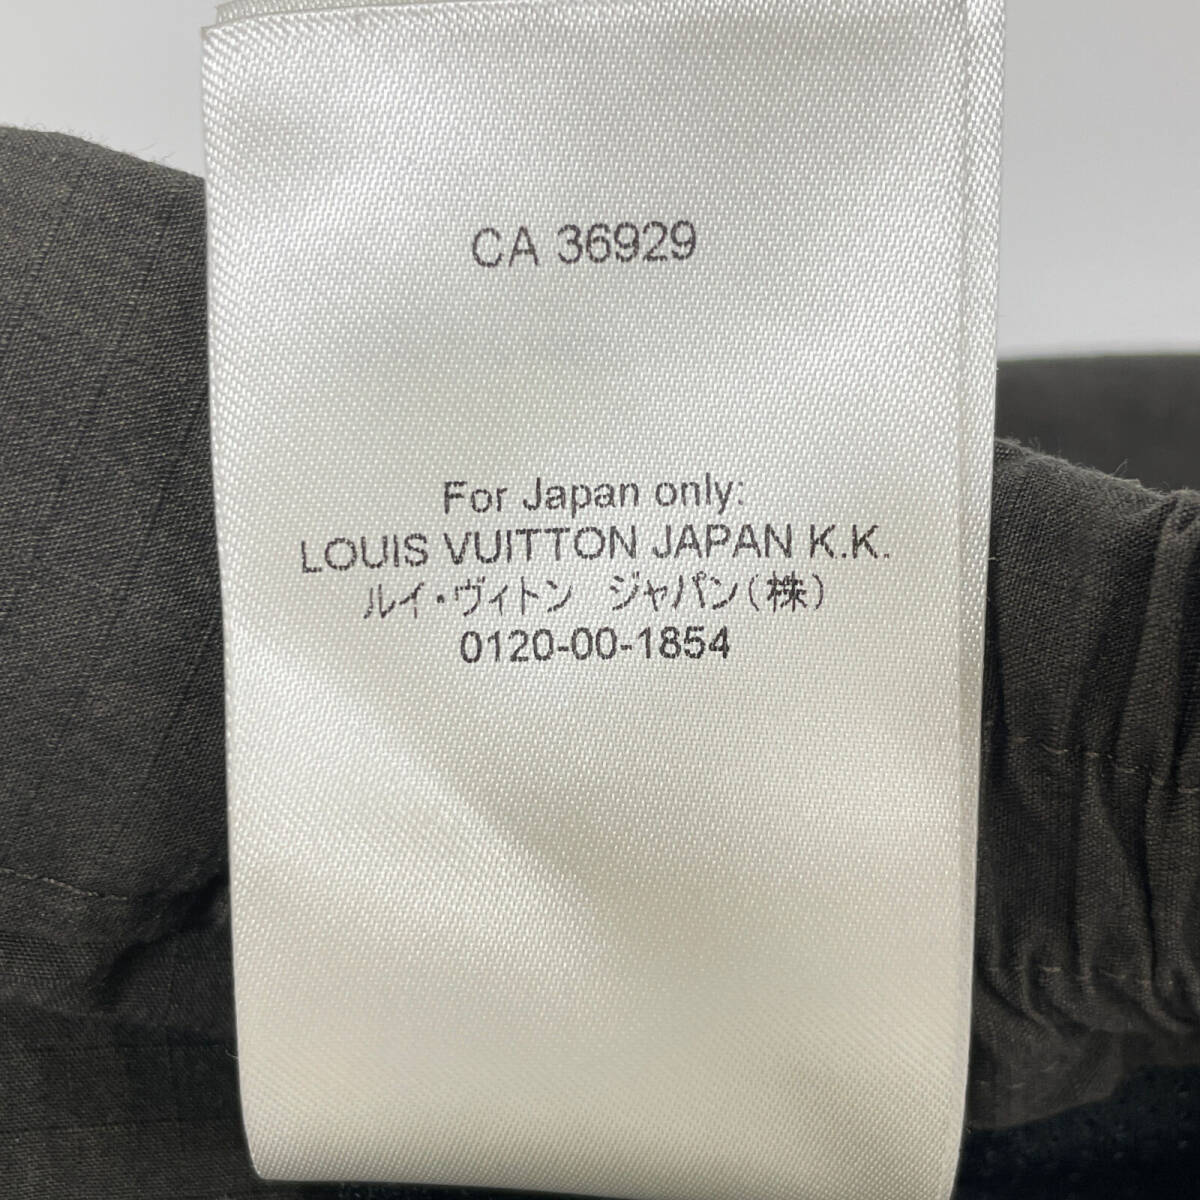 CA 36929
For Japan only:
LOUIS VUITTON JAPAN K.K.
ルイ・ヴィトン　ジャパン(株)
0120-00-1854